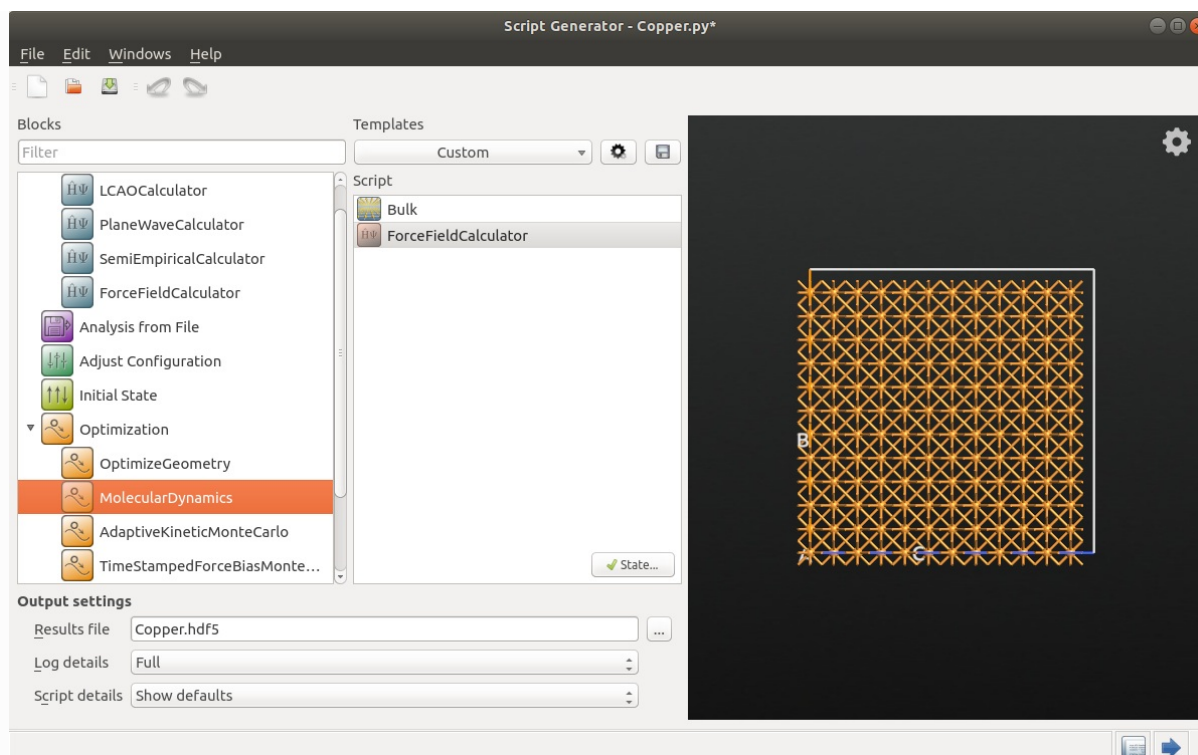 Script Generator - Copper.py*
File Edit Windows Help
Blocks
Templates
Filter
Custom
Script
LCAOCalculator
PlaneWaveCalculator
SemiEmpiricalCalculator
ForceFieldCalculator
Analysis from File
Adjust Configuration
Initial State
Optimization
OptimizeGeometry
MolecularDynamics
AdaptiveKineticMonteCarlo
TimeStampedForceBiasMonte...
Bulk
ForceFieldCalculator
State...
B
A
C
Output settings
Results file Copper.hdf5 ...
Log details Full
Script details Show defaults